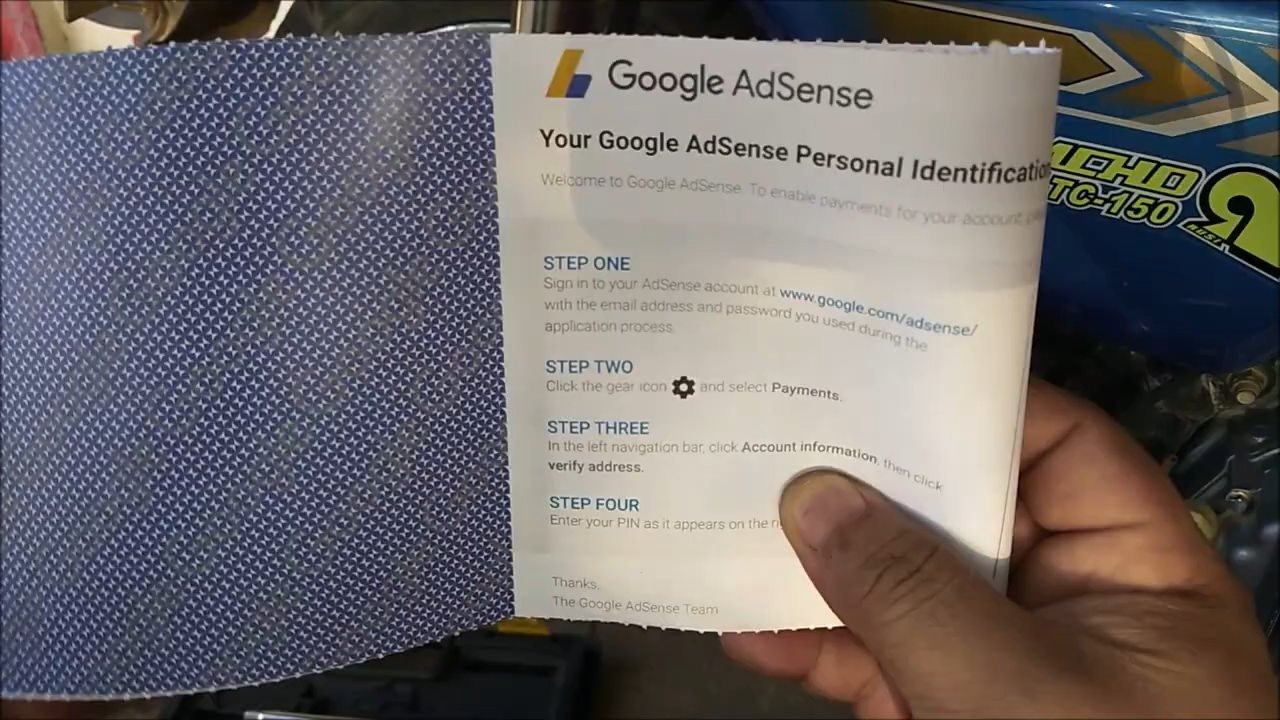 Google AdSense
Your Google AdSense Personal Identificatio
Welcome to Google AdSense. To enable payments for your account,
STEP ONE
Sign in to your AdSense account at www.google.com/adsense/
with the email address and password you used during the
application process.
STEP TWO
Click the gear icon and select Payments.
STEP THREE
In the left navigation bar, click Account information, then click
verify address.
STEP FOUR
Enter your PIN as it appears on the
Thanks,
The Google AdSense Team
TC-150